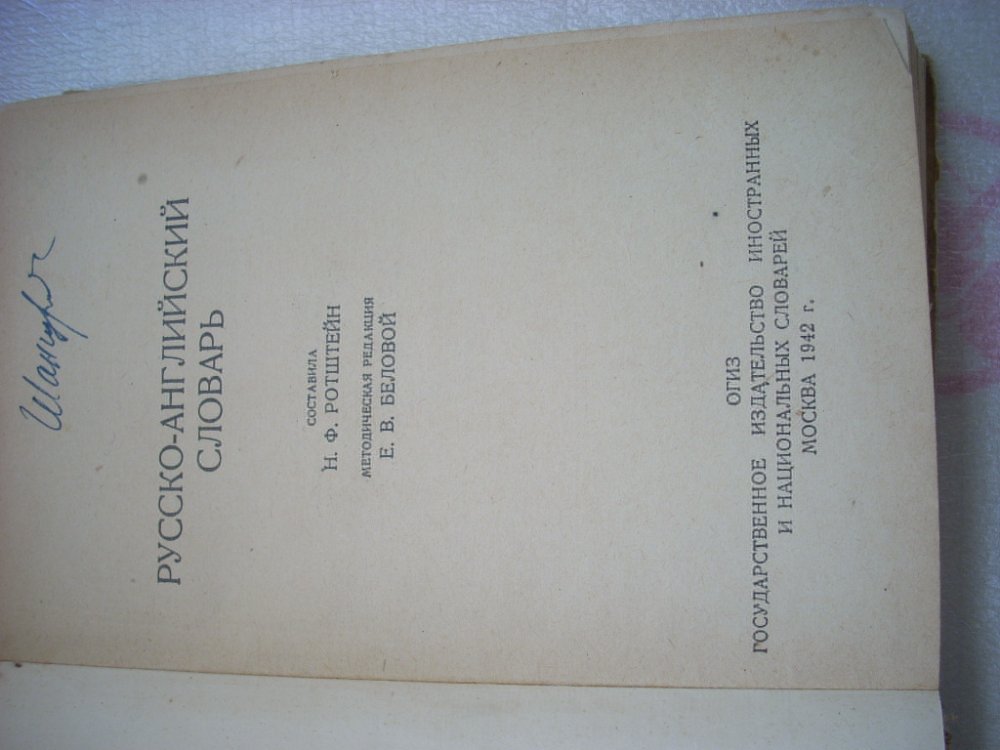 РУССКО-АНГЛИЙСКИЙ
СЛОВАРЬ
СОСТАВИЛА
Н. Ф. РОТШТЕЙН
МЕТОДИЧЕСКАЯ РЕДАКЦИЯ
Е. В. БЕЛОВОЙ
ОГИЗ
ГОСУДАРСТВЕННОЕ ИЗДАТЕЛЬСТВО ИНОСТРАННЫХ
И НАЦИОНАЛЬНЫХ СЛОВАРЕЙ
МОСКВА 1942 г.